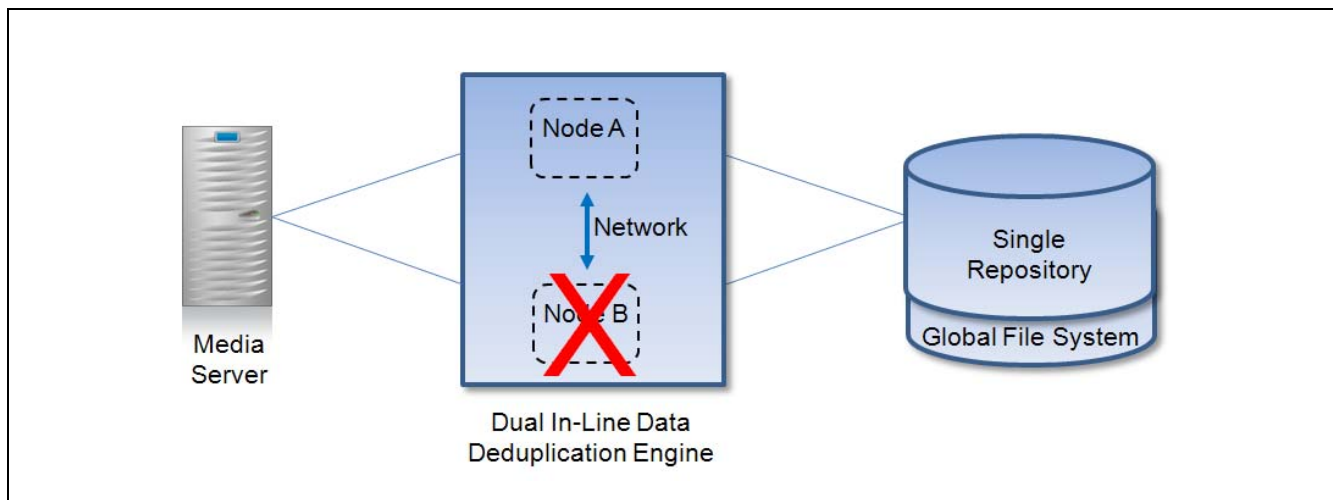 Media
Server
Node A
Network
Node B
Dual In-Line Data
Deduplication Engine
Single
Repository
Global File System